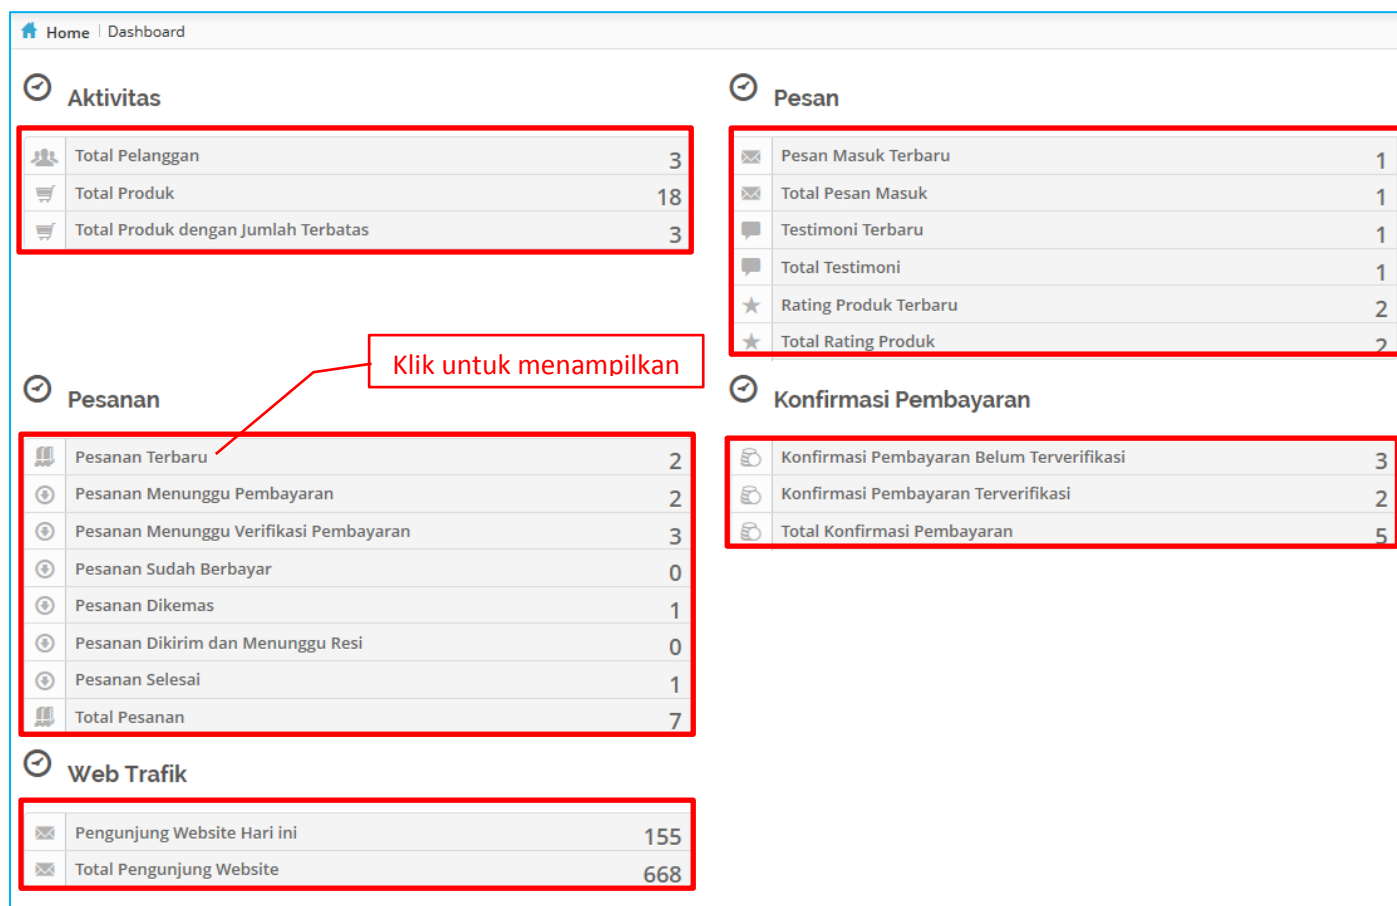 Home | Dashboard
Aktivitas
Total Pelanggan 3
Total Produk 18
Total Produk dengan Jumlah Terbatas 3
Pesan
Pesan Masuk Terbaru 1
Total Pesan Masuk 1
Testimoni Terbaru 1
Total Testimoni 1
Rating Produk Terbaru 2
Total Rating Produk 2
Klik untuk menampilkan
Pesanan
Pesanan Terbaru 2
Pesanan Menunggu Pembayaran 2
Pesanan Menunggu Verifikasi Pembayaran 3
Pesanan Sudah Berbayar 0
Pesanan Dikemas 1
Pesanan Dikirim dan Menunggu Resi 0
Pesanan Selesai 1
Total Pesanan 7
Konfirmasi Pembayaran
Konfirmasi Pembayaran Belum Terverifikasi 3
Konfirmasi Pembayaran Terverifikasi 2
Total Konfirmasi Pembayaran 5
Web Trafik
Pengunjung Website Hari ini 155
Total Pengunjung Website 668